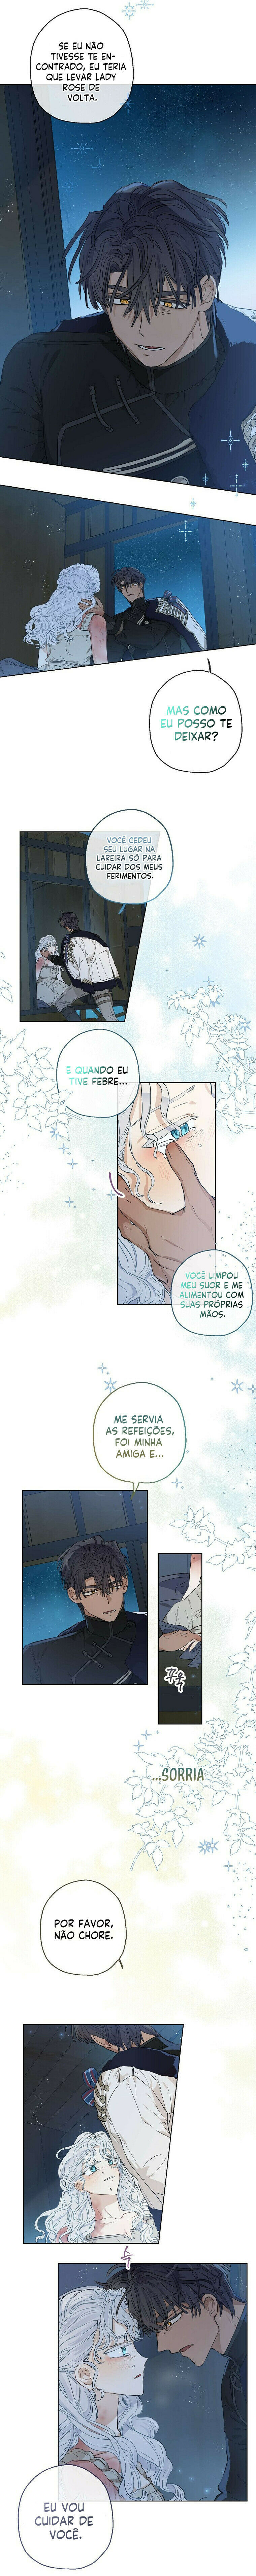 SE EU NÃO
TIVESSE TE EN-
CONTRADO, EU TERIA
QUE LEVAR LADY
ROSE DE
VOLTA.
MAS COMO
EU POSSO TE
DEIXAR?
VOCÊ CEDEU
SEU LUGAR NA
LAREIRA SÓ PARA
CUIDAR DOS MEUS
FERIMENTOS.
E QUANDO EU
TIVE FEBRE...
VOCÊ LIMPOU
MEU SUOR E ME
ALIMENTOU COM
SUAS PRÓPRIAS
MÃOS.
ME SERVIA
AS REFEIÇÕES,
FOI MINHA
AMIGA E...
...SORRIA
POR FAVOR,
NÃO CHORE.
스윽
EU VOU
CUIDAR DE
VOCÊ.